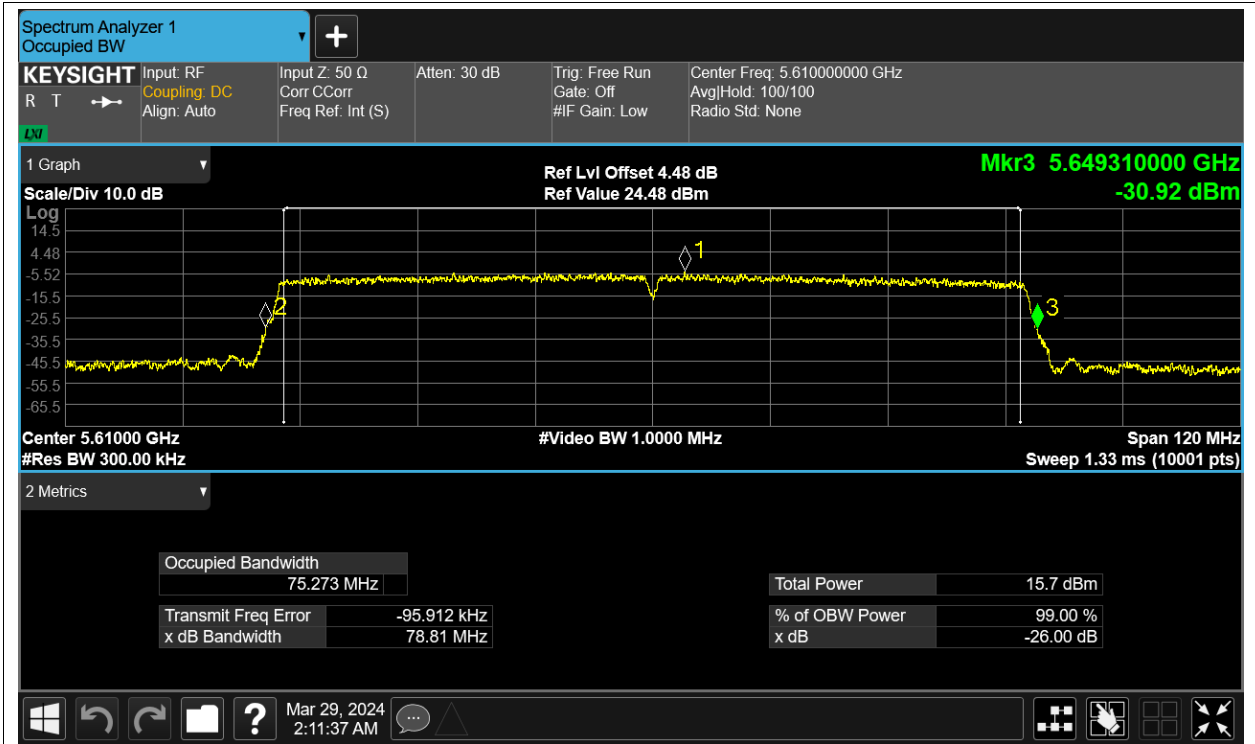 Spectrum Analyzer 1
Occupied BW
KEYSIGHT
R T
LXI
Input: RF
Coupling: DC
Align: Auto
Input Z: 50 Ω
Corr CCorr
Freq Ref: Int (S)
Atten: 30 dB
Trig: Free Run
Gate: Off
#IF Gain: Low
Center Freq: 5.610000000 GHz
Avg|Hold: 100/100
Radio Std: None
1 Graph
Scale/Div 10.0 dB
Ref Lvl Offset 4.48 dB
Ref Value 24.48 dBm
Mkr3 5.649310000 GHz
-30.92 dBm
Log
14.5
4.48
-5.52
-15.5
-25.5
-35.5
-45.5
-55.5
-65.5
1
2
3
Center 5.61000 GHz
#Video BW 1.0000 MHz
Span 120 MHz
#Res BW 300.00 kHz
Sweep 1.33 ms (10001 pts)
2 Metrics
Occupied Bandwidth
75.273 MHz
Total Power 15.7 dBm
Transmit Freq Error -95.912 kHz
% of OBW Power 99.00 %
x dB Bandwidth 78.81 MHz
x dB -26.00 dB
?
Mar 29, 2024
2:11:37 AM